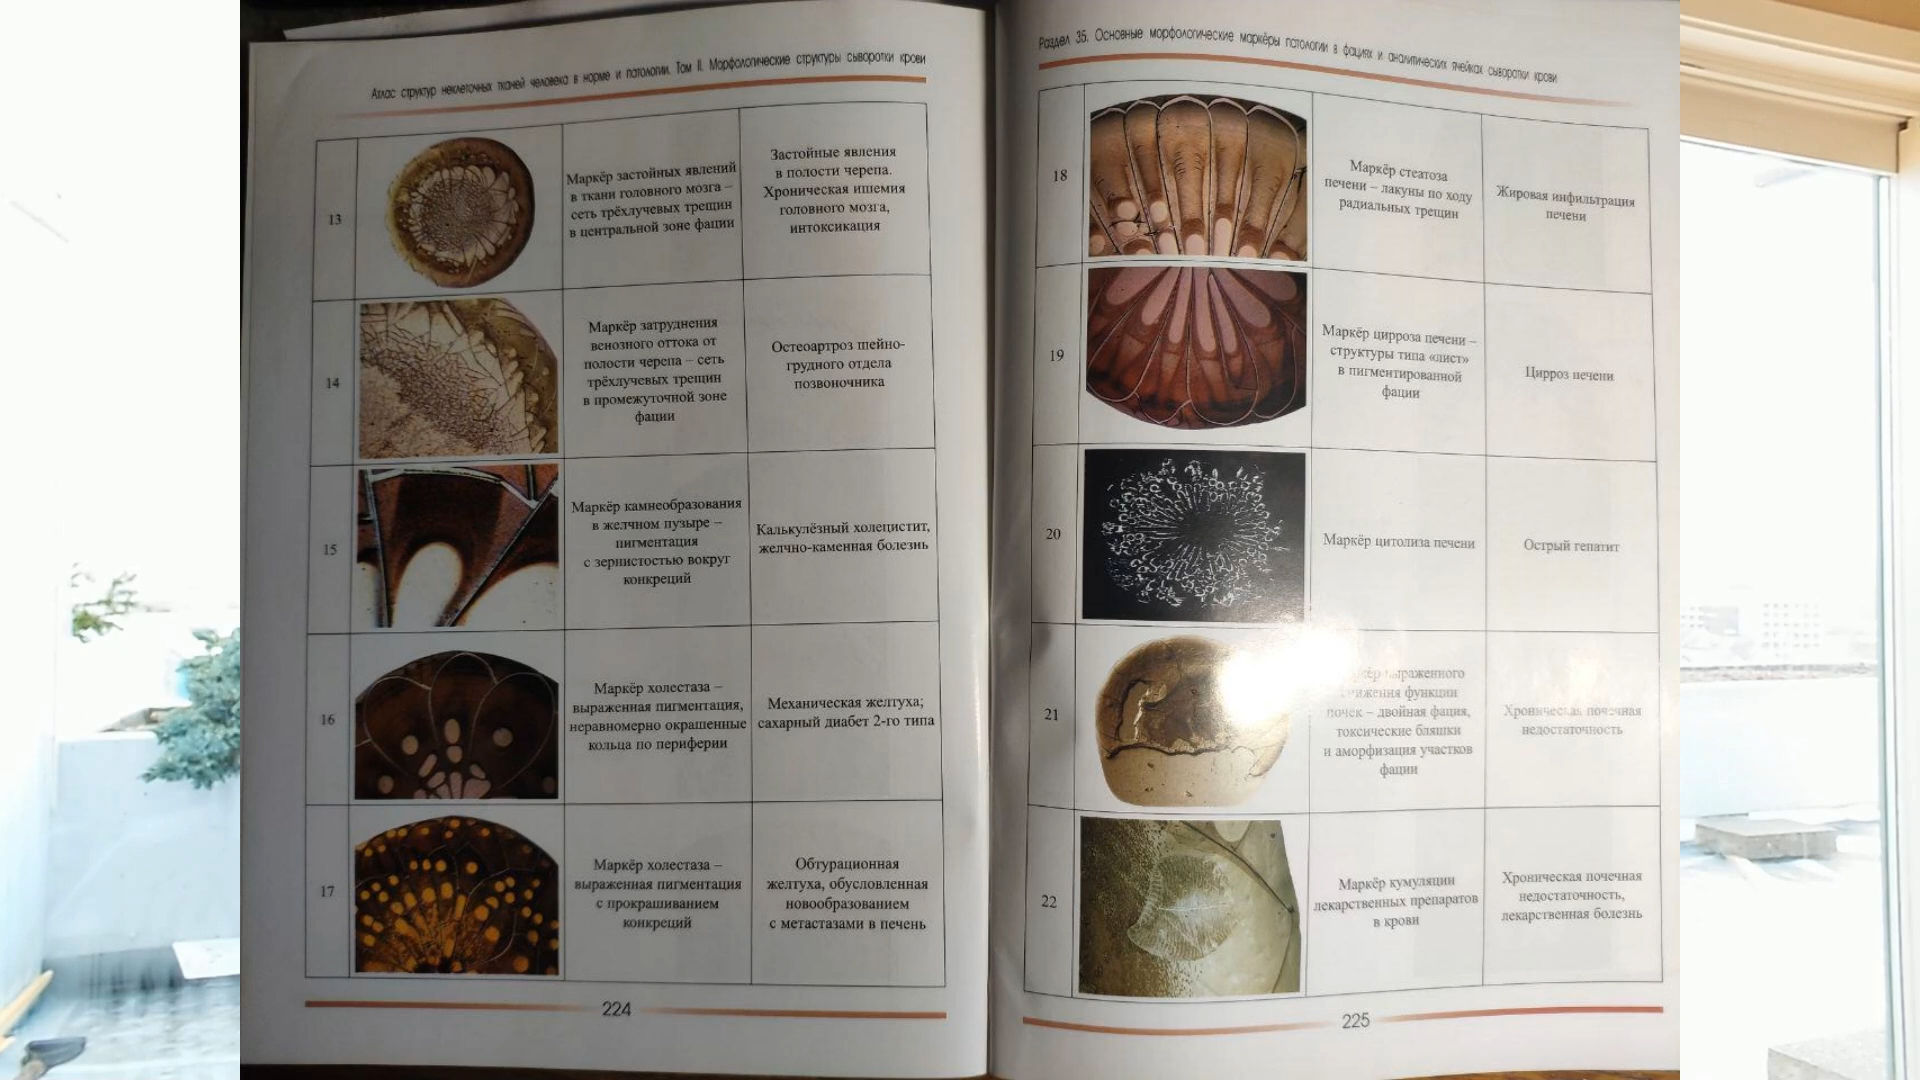 Атлас структур неклеточных тканей человека в норме и патологии. Том II. Морфологические структуры сыворотки крови
13
Маркёр застойных явлений
в ткани головного мозга –
сеть трёхлучевых трещин
в центральной зоне фации
Застойные явления
в полости черепа.
Хроническая ишемия
головного мозга,
интоксикация
14
Маркёр затруднения
венозного оттока от
полости черепа – сеть
трёхлучевых трещин
в промежуточной зоне
фации
Остеоартроз шейно-
грудного отдела
позвоночника
15
Маркёр камнеобразования
в желчном пузыре –
пигментация
с зернистостью вокруг
конкреций
Калькулёзный холецистит,
желчно-каменная болезнь
16
Маркёр холестаза –
выраженная пигментация,
неравномерно окрашенные
кольца по периферии
Механическая желтуха;
сахарный диабет 2-го типа
17
Маркёр холестаза –
выраженная пигментация
с прокрашиванием
конкреций
Обтурационная
желтуха, обусловленная
новообразованием
с метастазами в печень
224
Раздел 35. Основные морфологические маркёры патологии в фациях и аналитических ячейках сыворотки крови
18
Маркёр стеатоза
печени – лакуны по ходу
радиальных трещин
Жировая инфильтрация
печени
19
Маркёр цирроза печени –
структуры типа «лист»
в пигментированной
фации
Цирроз печени
20
Маркёр цитолиза печени
Острый гепатит
21
выраженного
снижения функции
почек – двойная фация,
токсические бляшки
и аморфизация участков
фации
Хроническая почечная
недостаточность
22
Маркёр кумуляции
лекарственных препаратов
в крови
Хроническая почечная
недостаточность,
лекарственная болезнь
225